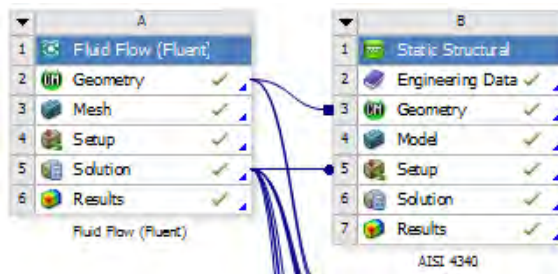 A
1 Fluid Flow (Fluent)
2 Geometry
3 Mesh
4 Setup
5 Solution
6 Results
Fluid Flow (Fluent)
B
1 Static Structural
2 Engineering Data
3 Geometry
4 Model
5 Setup
6 Solution
7 Results
AISI 4340